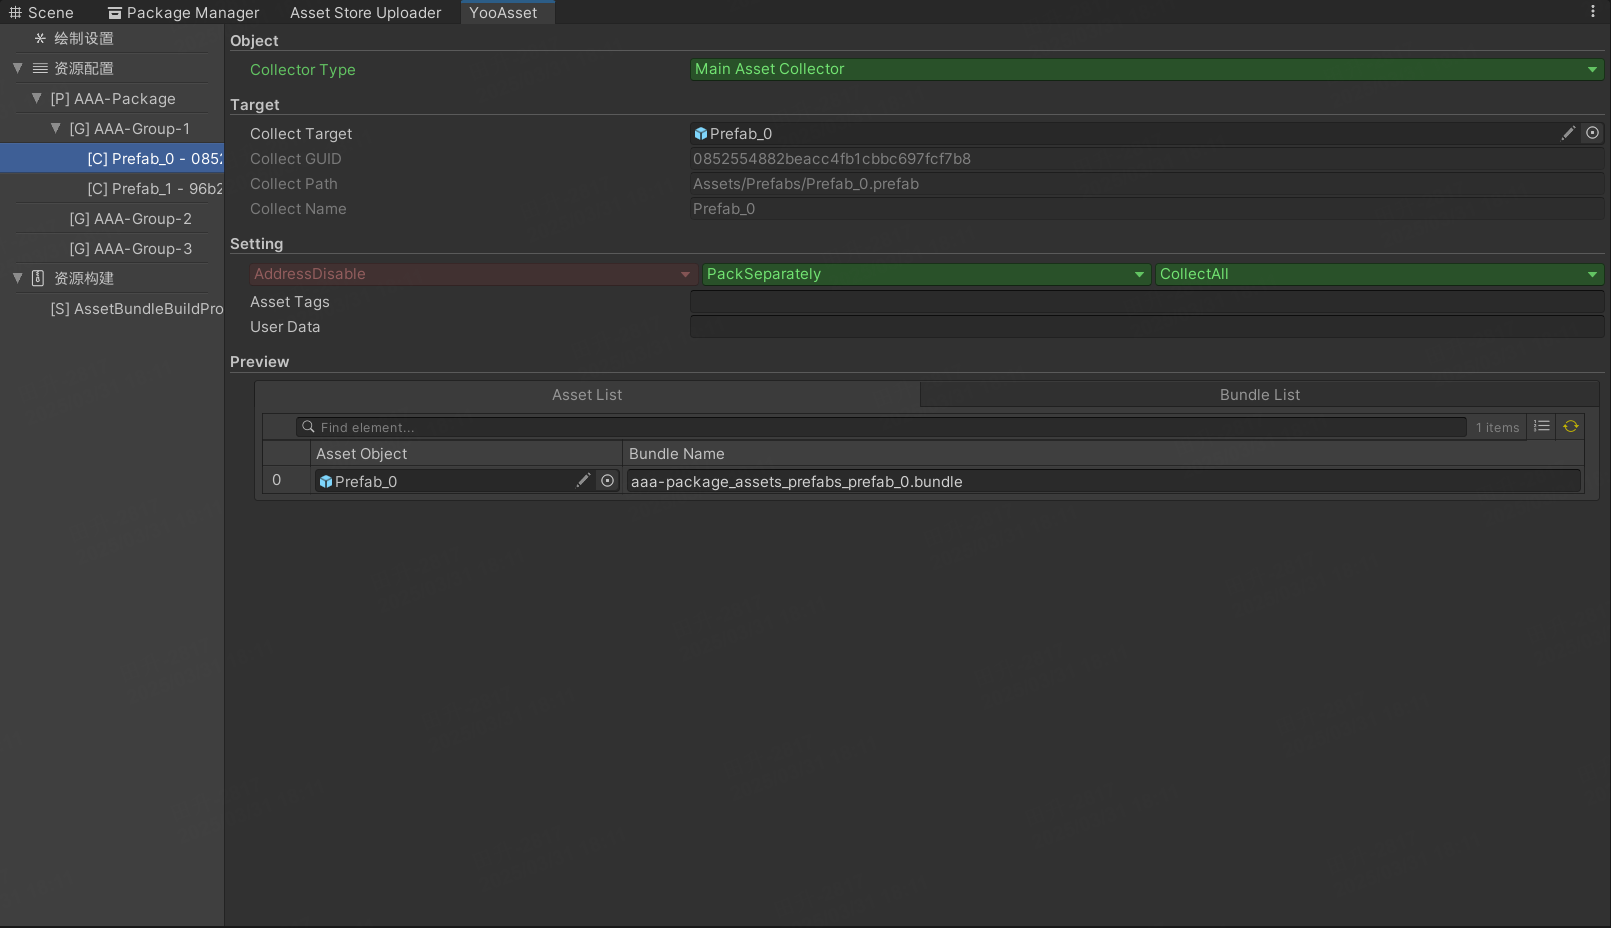 Scene Package Manager Asset Store Uploader YooAsset
绘制设置
资源配置
[P] AAA-Package
[G] AAA-Group-1
[C] Prefab_0 - 085
[C] Prefab_1 - 96b2
[G] AAA-Group-2
[G] AAA-Group-3
资源构建
[S] AssetBundleBuildPro
Object
Collector Type Main Asset Collector
Target
Collect Target Prefab_0
Collect GUID 0852554882beacc4fb1cbbc697fcf7b8
Collect Path Assets/Prefabs/Prefab_0.prefab
Collect Name Prefab_0
Setting
AddressDisable PackSeparately CollectAll
Asset Tags
User Data
Preview
Asset List Bundle List
Find element... 1 items
Asset Object Bundle Name
0 Prefab_0 aaa-package_assets_prefabs_prefab_0.bundle